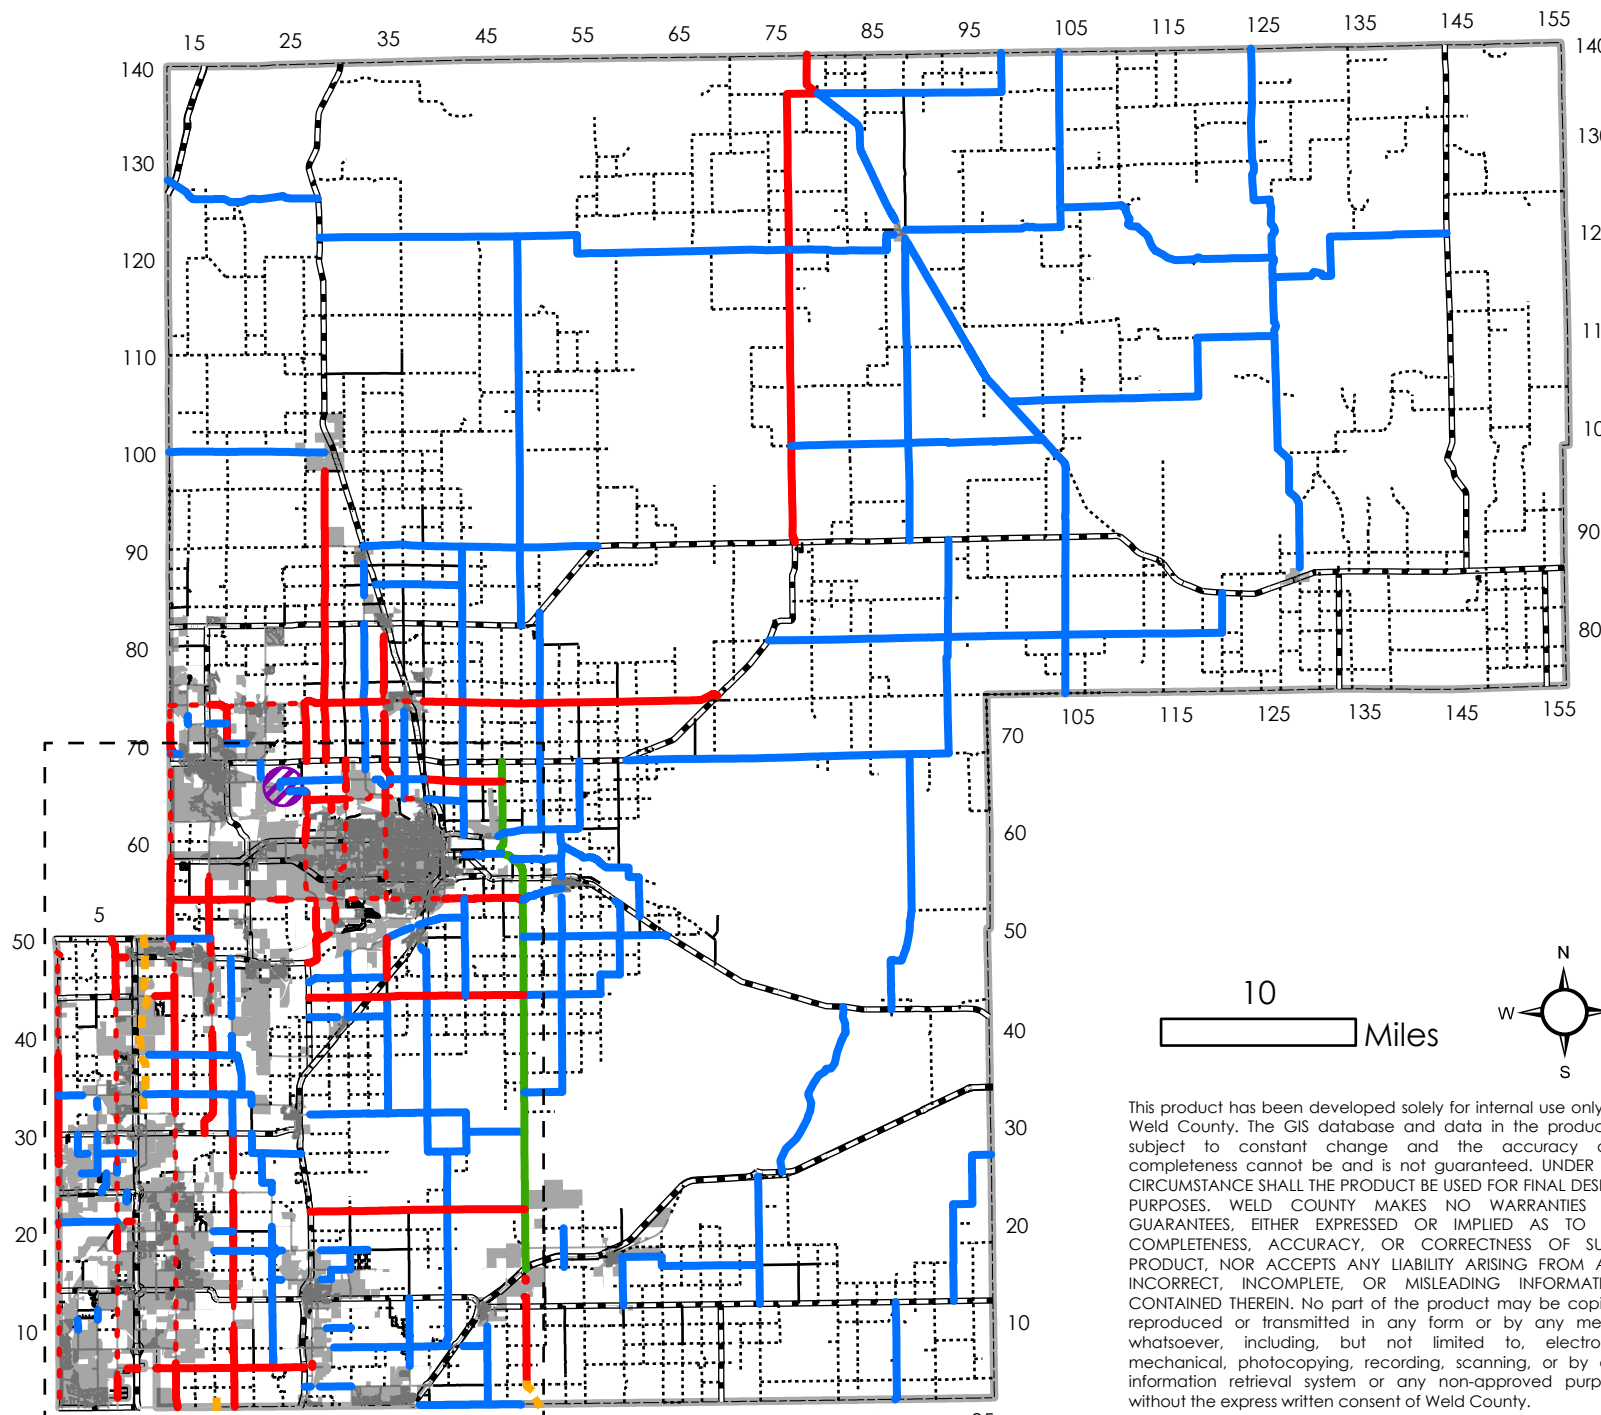 15 25 35 45 55 65 75 85 95 105 115 125 135 145 155
140 140
130 130
120
110
100
90 90
80 80
105 115 125 135 145 155
70 70
60 60
5
50 50
10
N
40 40
Miles
W
S
30 30
20 20
10 10
This product has been developed solely for internal use only
Weld County. The GIS database and data in the produc
subject to constant change and the accuracy
completeness cannot be and is not guaranteed. UNDER
CIRCUMSTANCE SHALL THE PRODUCT BE USED FOR FINAL DESI
PURPOSES. WELD COUNTY MAKES NO WARRANTIES
GUARANTEES, EITHER EXPRESSED OR IMPLIED AS TO
COMPLETENESS, ACCURACY, OR CORRECTNESS OF SU
PRODUCT, NOR ACCEPTS ANY LIABILITY ARISING FROM A
INCORRECT, INCOMPLETE, OR MISLEADING INFORMATI
CONTAINED THEREIN. No part of the product may be copi
reproduced or transmitted in any form or by any me
whatsoever, including, but not limited to, electro
mechanical, photocopying, recording, scanning, or by
information retrieval system or any non-approved purp
without the express written consent of Weld County.